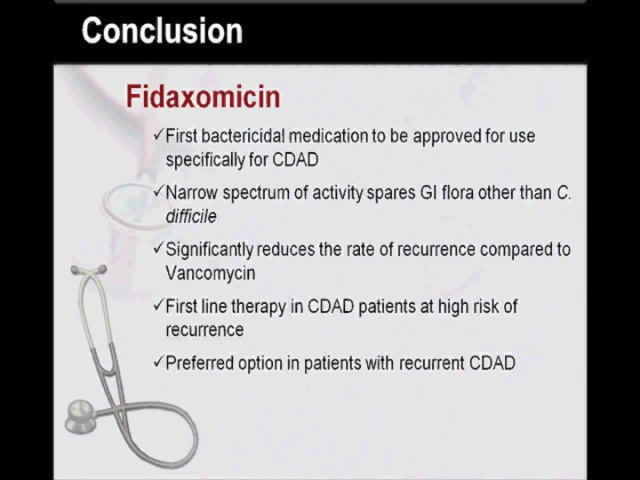 Conclusion
Fidaxomicin
✓First bactericidal medication to be approved for use
specifically for CDAD
✓Narrow spectrum of activity spares GI flora other than C.
difficile
✓Significantly reduces the rate of recurrence compared to
Vancomycin
✓First line therapy in CDAD patients at high risk of
recurrence
✓Preferred option in patients with recurrent CDAD